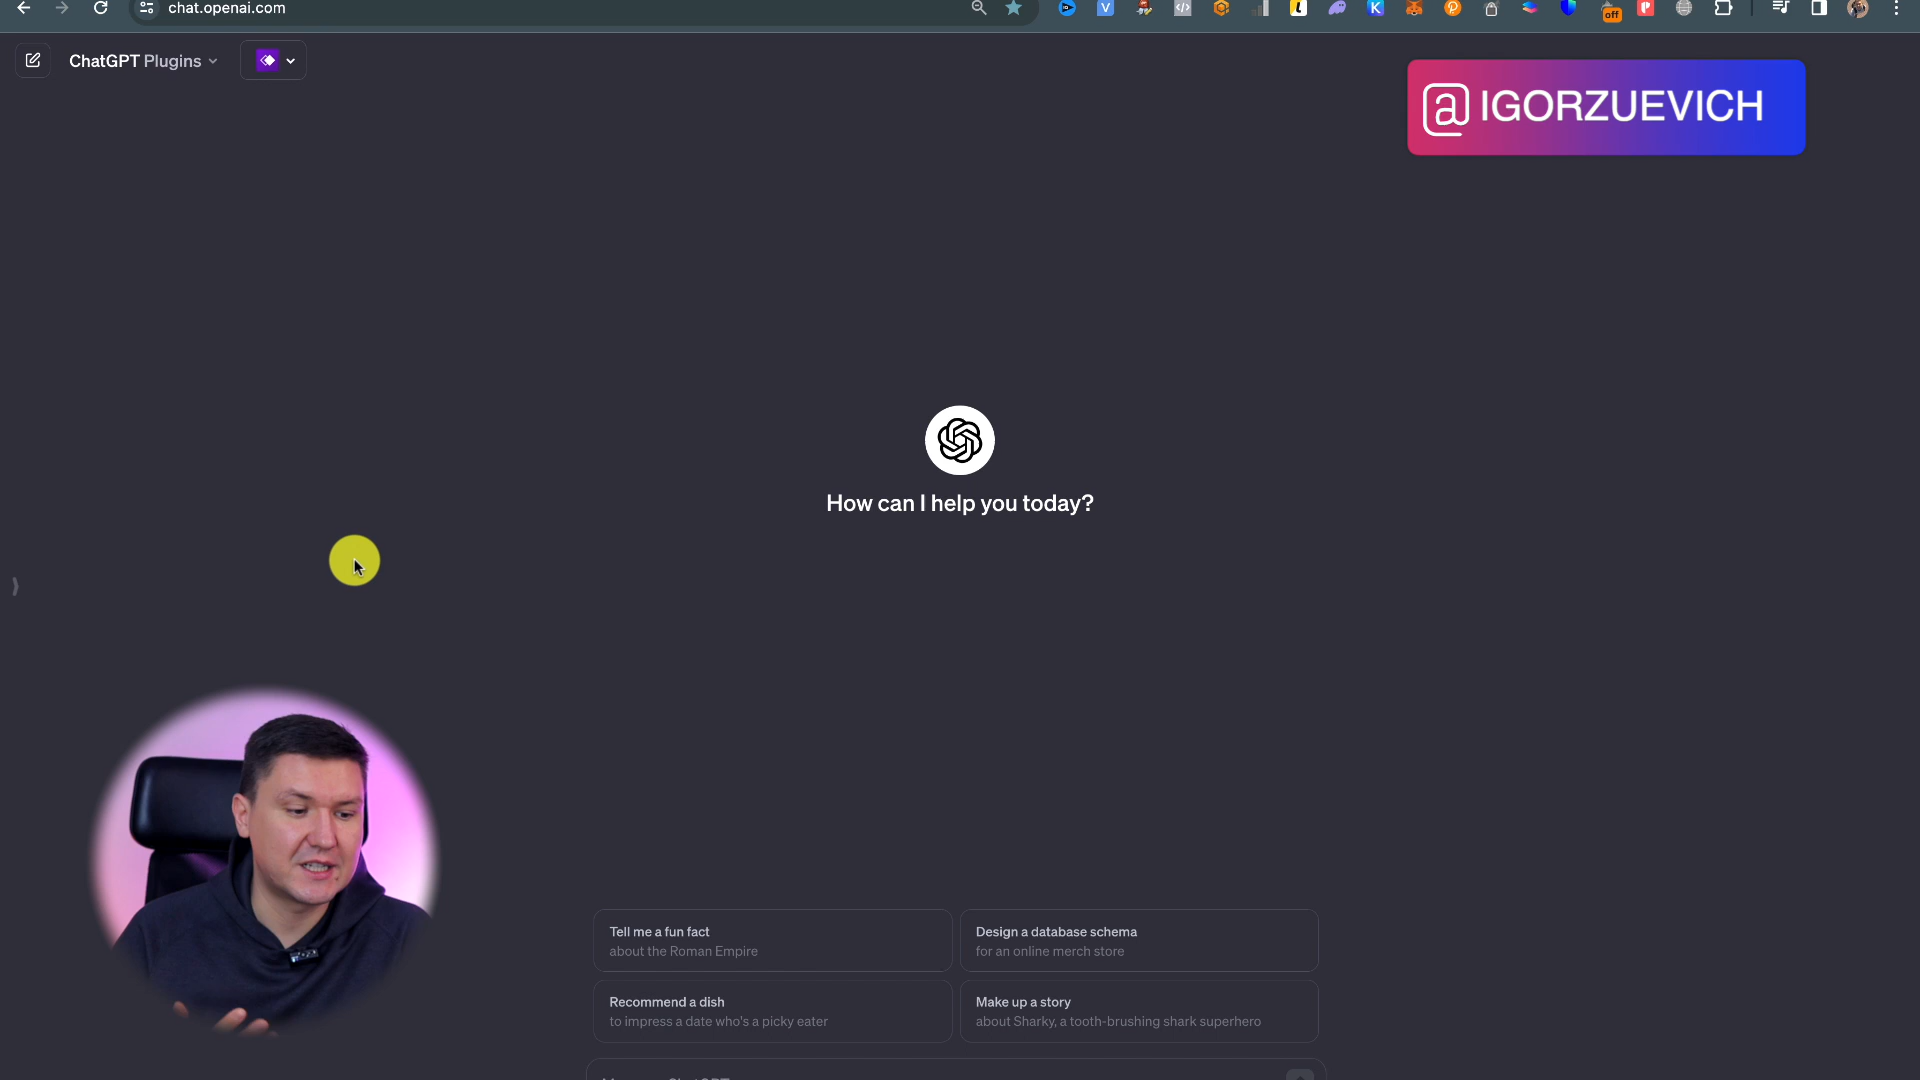 chat.openai.com
off
ChatGPT Plugins
@IGORZUEVICH
How can I help you today?
Tell me a fun fact
about the Roman Empire
Design a database schema
for an online merch store
Recommend a dish
to impress a date who's a picky eater
Make up a story
about Sharky, a tooth-brushing shark superhero